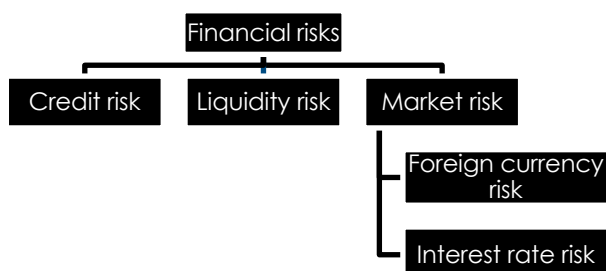 Financial risks
Credit risk
Liquidity risk
Market risk
Foreign currency
risk
Interest rate risk